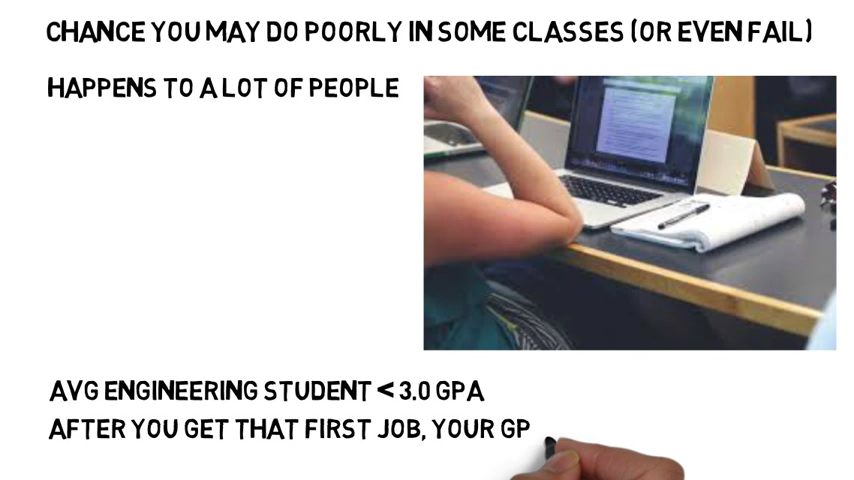 CHANCE YOU MAY DO POORLY IN SOME CLASSES (OR EVEN FAIL)
HAPPENS TO A LOT OF PEOPLE
AVG ENGINEERING STUDENT < 3.0 GPA
AFTER YOU GET THAT FIRST JOB, YOUR GP